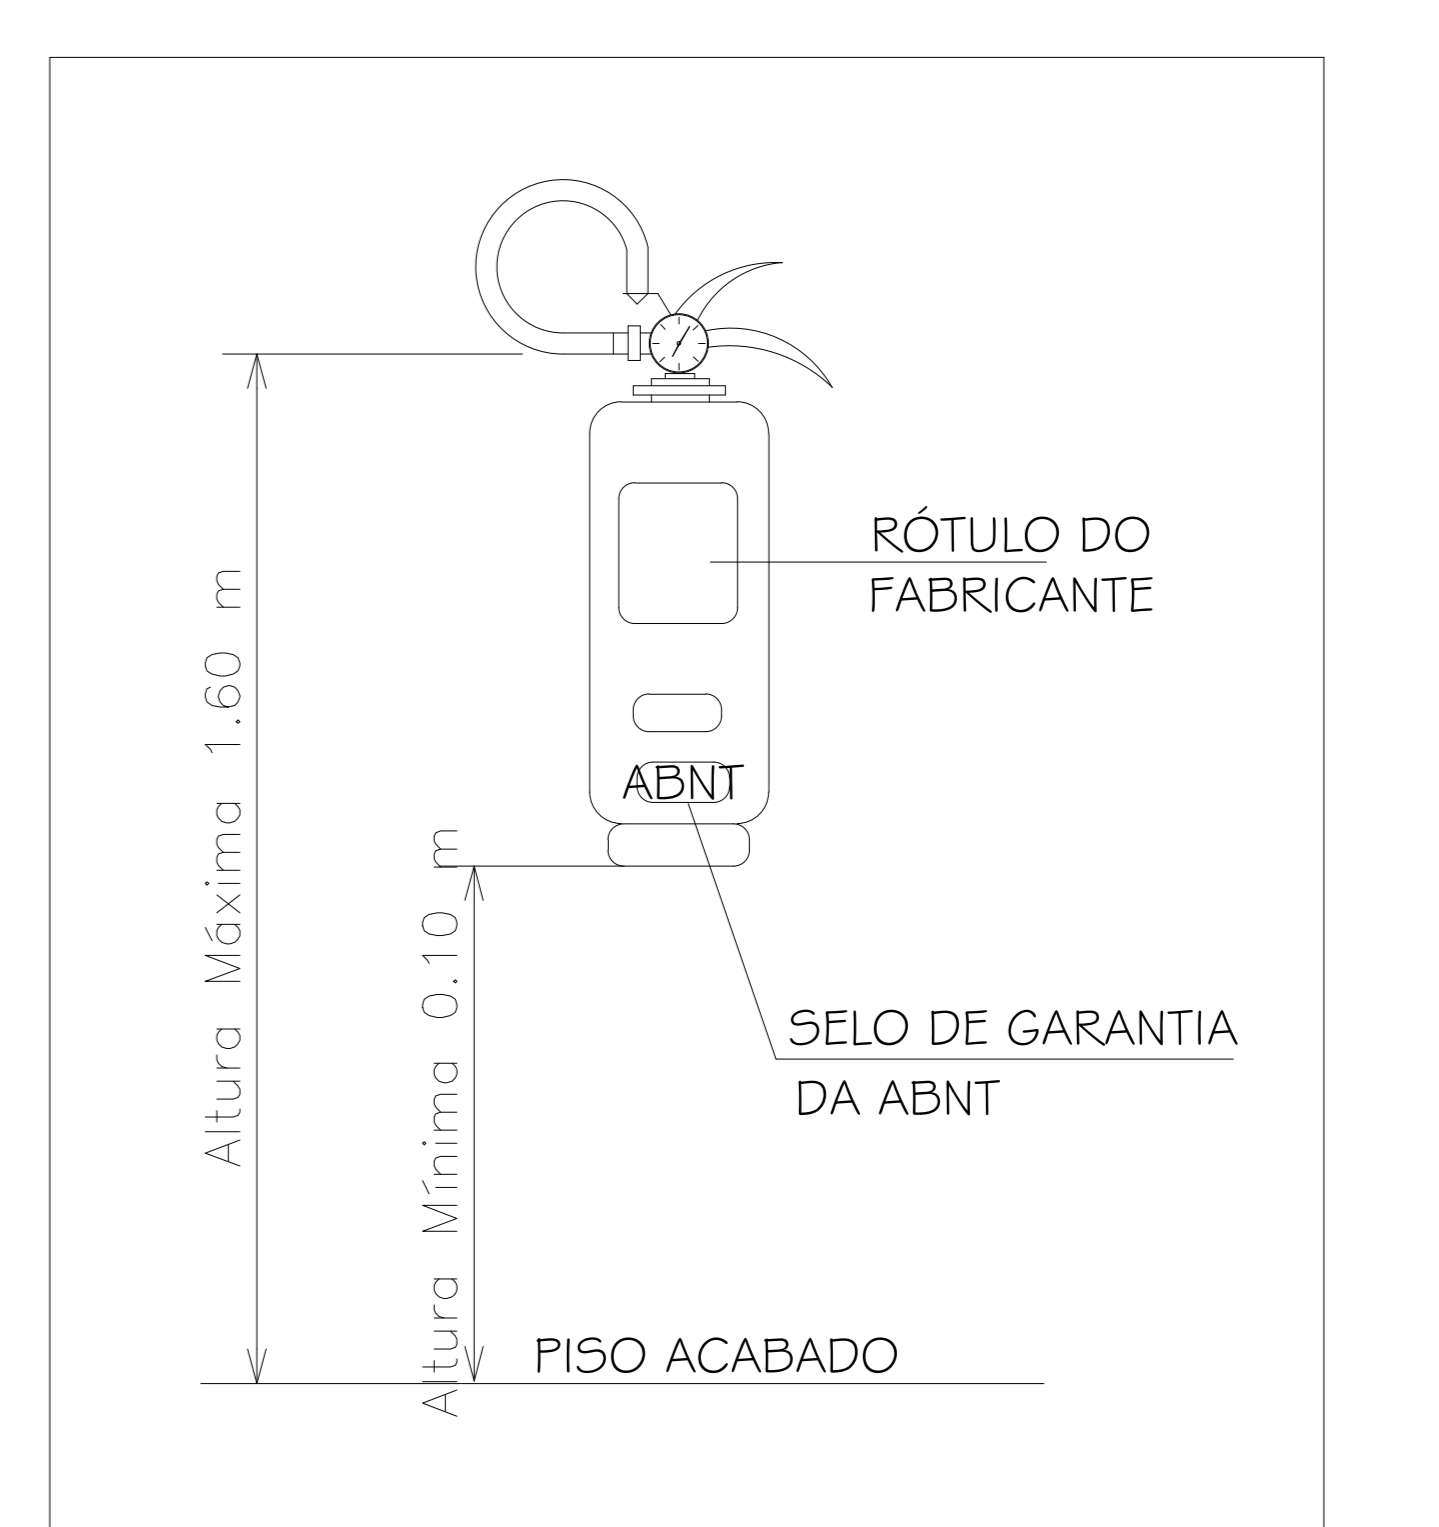 RÓTULO DO
FABRICANTE
Altura Máxima 1.60 m
ABNT
Altura Mínima 0.10 m
SELO DE GARANTIA
DA ABNT
PISO ACABADO